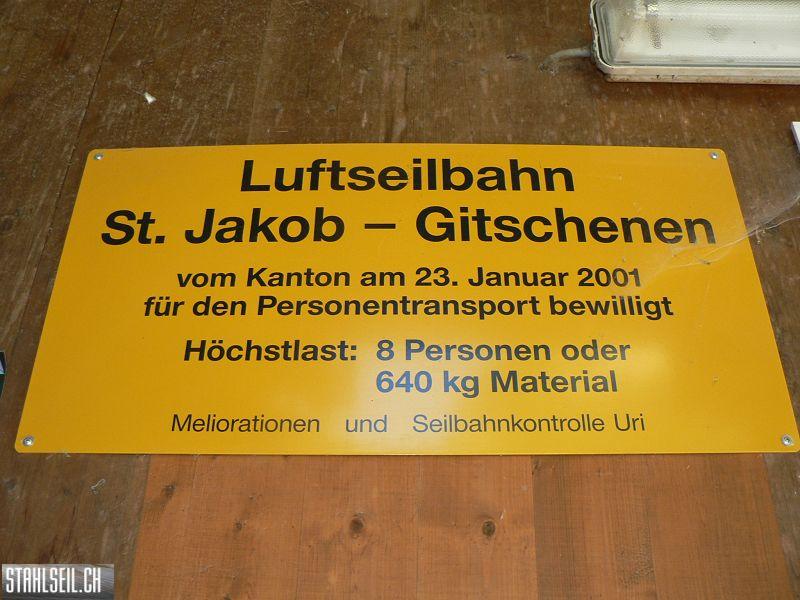 Luftseilbahn
St. Jakob – Gitschenen
vom Kanton am 23. Januar 2001
für den Personentransport bewilligt
Höchstlast: 8 Personen oder
640 kg Material
Meliorationen und Seilbahnkontrolle Uri
STAHLSEIL.CH